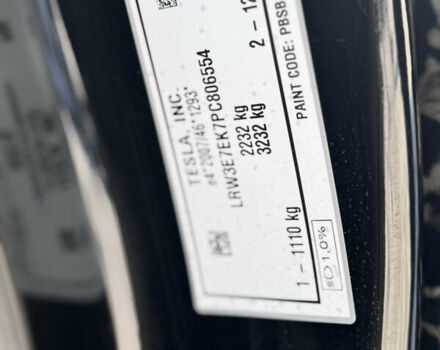 TESLA, INC.
e4*2007/46*1293*
LRW3E7EK7PC806554
2232 kg
3232 kg
1 - 1110 kg
2 - 12
PAINT CODE: PBSB
1,0%